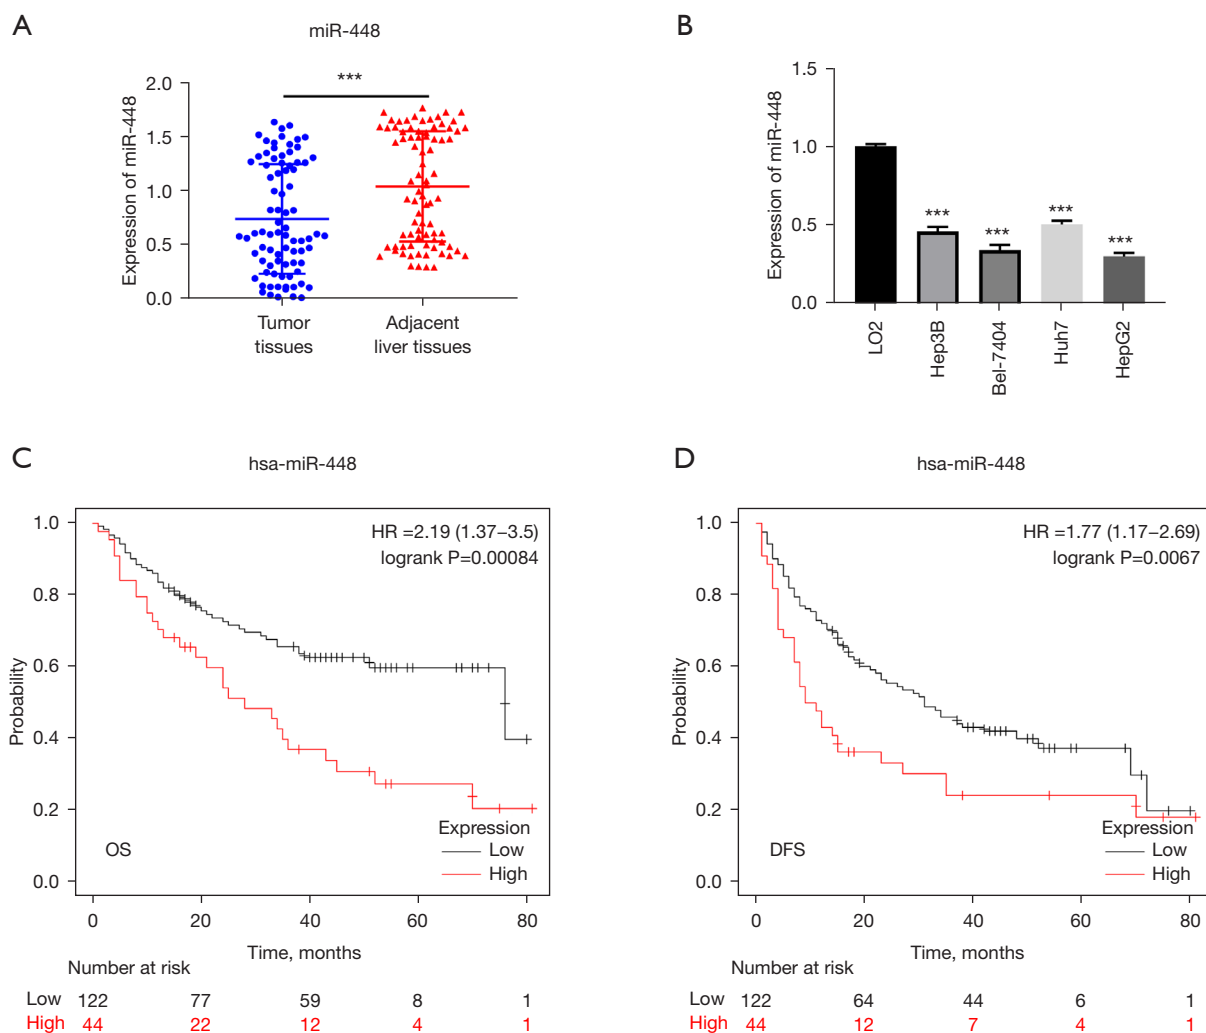 A
miR-448
***
Expression of miR-448
2.0
1.5
1.0
0.5
0.0
Tumor
tissues
Adjacent
liver tissues
B
Expression of miR-448
1.5
1.0
0.5
0.0
***
***
***
***
LO2
Hep3B
Bel-7404
Huh7
HepG2
C
hsa-miR-448
HR =2.19 (1.37–3.5)
logrank P=0.00084
Probability
1.0
0.8
0.6
0.4
0.2
0.0
OS
Expression
Low
High
0 20 40 60 80
Time, months
Number at risk
Low 122 77 59 8 1
High 44 22 12 4 1
D
hsa-miR-448
HR =1.77 (1.17–2.69)
logrank P=0.0067
Probability
1.0
0.8
0.6
0.4
0.2
0.0
DFS
Expression
Low
High
0 20 40 60 80
Time, months
Number at risk
Low 122 64 44 6 1
High 44 12 7 4 1